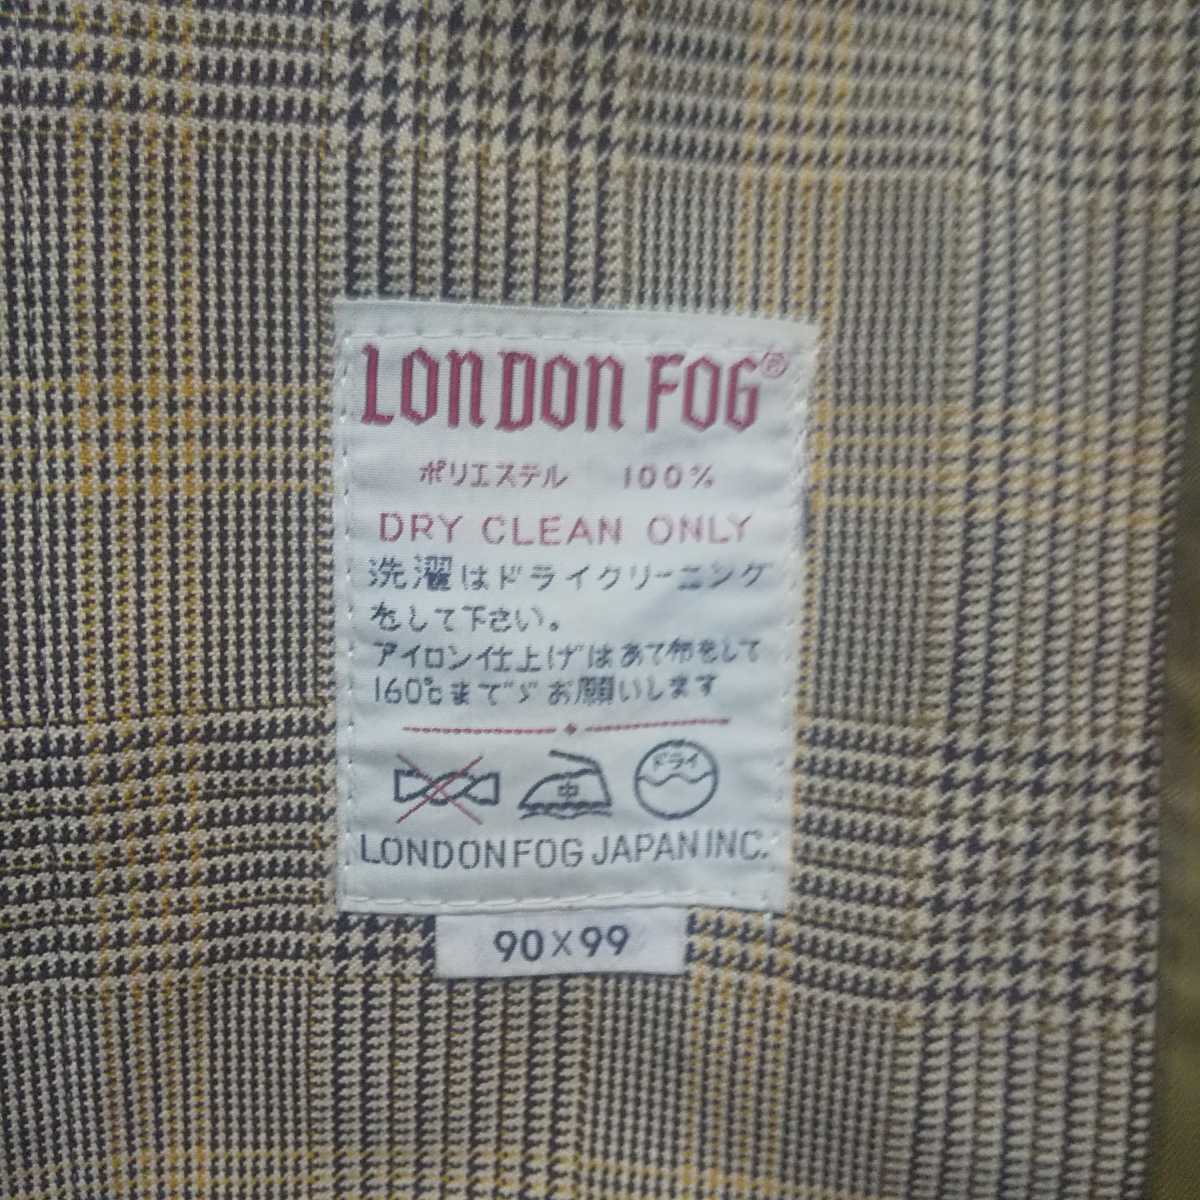 LONDON FOG®
ポリエステル 100%
DRY CLEAN ONLY
洗濯はドライクリーニング
をして下さい。
アイロン仕上げはあて布をして
160℃まででお願いします
中
ドライ
LONDON FOG JAPAN INC.
90×99